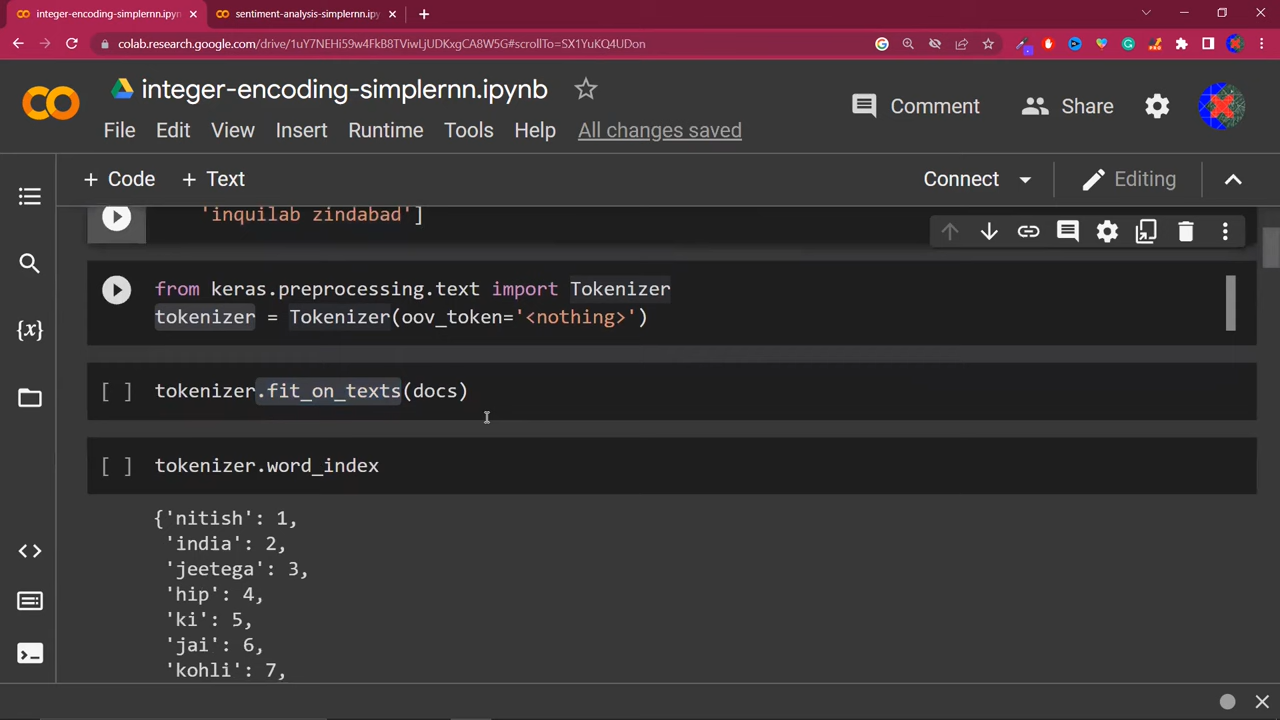 integer-encoding-simplernn.ipyn
sentiment-analysis-simplernn.ipy
colab.research.google.com/drive/1uY7NEHi59w4FkB8TViwLjUDKxgCA8W5G#scrollTo=SX1YuKQ4UDon
integer-encoding-simplernn.ipynb
Comment
Share
File Edit View Insert Runtime Tools Help All changes saved
+ Code + Text
Connect
Editing
'inquilab zindabad']
from keras.preprocessing.text import Tokenizer
tokenizer = Tokenizer(oov_token='<nothing>')
[ ] tokenizer.fit_on_texts(docs)
[ ] tokenizer.word_index
{'nitish': 1,
'india': 2,
'jeetega': 3,
'hip': 4,
'ki': 5,
'jai': 6,
'kohli': 7,